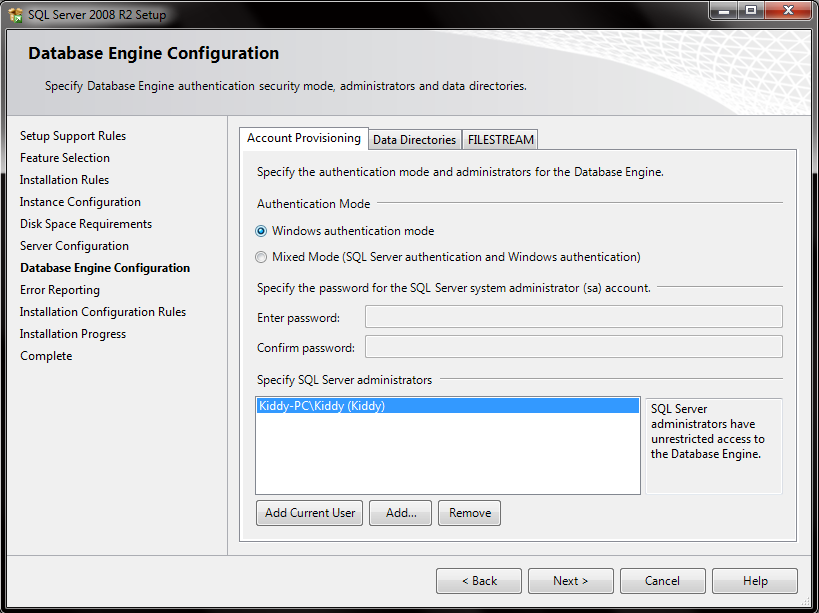 SQL Server 2008 R2 Setup
Database Engine Configuration
Specify Database Engine authentication security mode, administrators and data directories.
Setup Support Rules
Feature Selection
Installation Rules
Instance Configuration
Disk Space Requirements
Server Configuration
Database Engine Configuration
Error Reporting
Installation Configuration Rules
Installation Progress
Complete
Account Provisioning
Data Directories
FILESTREAM
Specify the authentication mode and administrators for the Database Engine.
Authentication Mode
Windows authentication mode
Mixed Mode (SQL Server authentication and Windows authentication)
Specify the password for the SQL Server system administrator (sa) account.
Enter password:
Confirm password:
Specify SQL Server administrators
Kiddy-PC\Kiddy (Kiddy)
SQL Server
administrators have
unrestricted access to
the Database Engine.
Add Current User
Add...
Remove
< Back
Next >
Cancel
Help